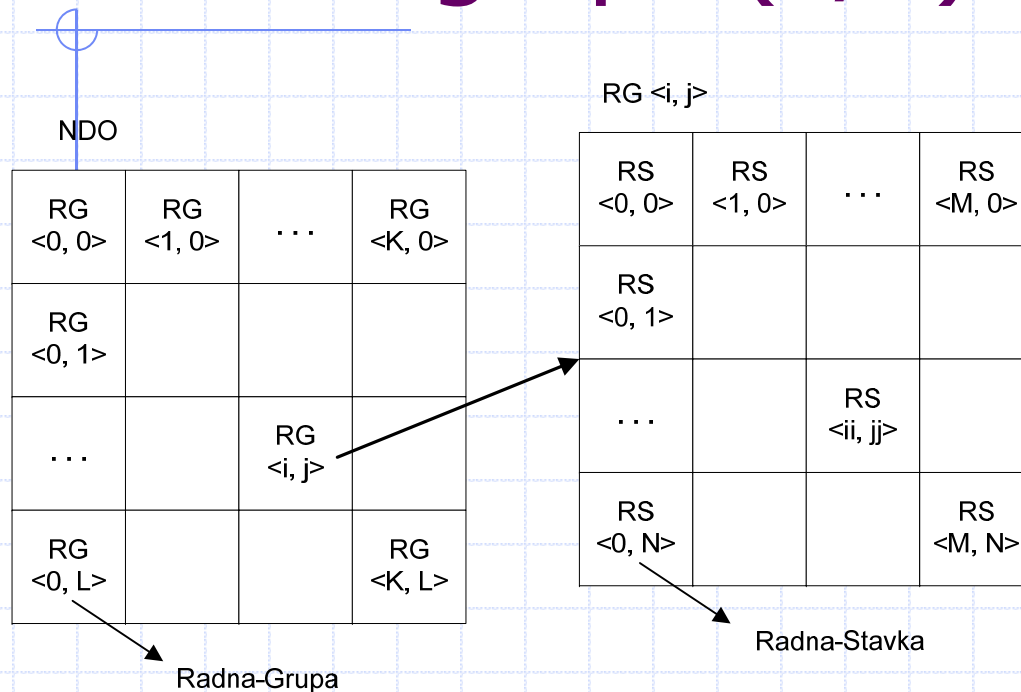 NDO
RG
<0, 0>
RG
<1, 0>
...
RG
<K, 0>
RG
<0, 1>
...
RG
<i, j>
RG
<0, L>
RG
<K, L>
Radna-Grupa
RG <i, j>
RS
<0, 0>
RS
<1, 0>
...
RS
<M, 0>
RS
<0, 1>
...
RS
<ii, jj>
RS
<0, N>
RS
<M, N>
Radna-Stavka